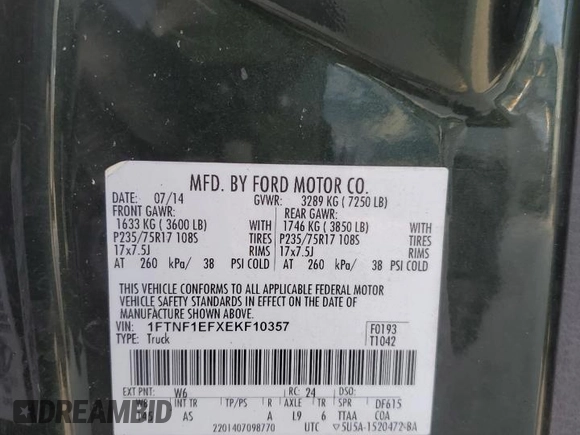 MFD. BY FORD MOTOR CO.
DATE: 07/14 GVWR: 3289 KG ( 7250 LB)
FRONT GAWR: REAR GAWR:
1633 KG ( 3600 LB) WITH 1746 KG ( 3850 LB) WITH
P235/75R17 108S TIRES P235/75R17 108S TIRES
17x7.5J RIMS 17x7.5J RIMS
AT 260 kPa/ 38 PSI COLD AT 260 kPa/ 38 PSI COLD
THIS VEHICLE CONFORMS TO ALL APPLICABLE FEDERAL MOTOR
VEHICLE SAFETY STANDARDS IN EFFECT ON THE DATE OF
MANUFACTURE SHOWN ABOVE.
VIN: 1FTNF1EFXEKF10357 F0193
TYPE: Truck T1042
EXT PNT: W6 RC: 24 DSO:
WB INT TR TP/PS R AXLE TR SPR DF615
145 AS A L9 6 TTAA COA
2201407098770 UTC ▽5U5A-1520472-BA
DREAMBID